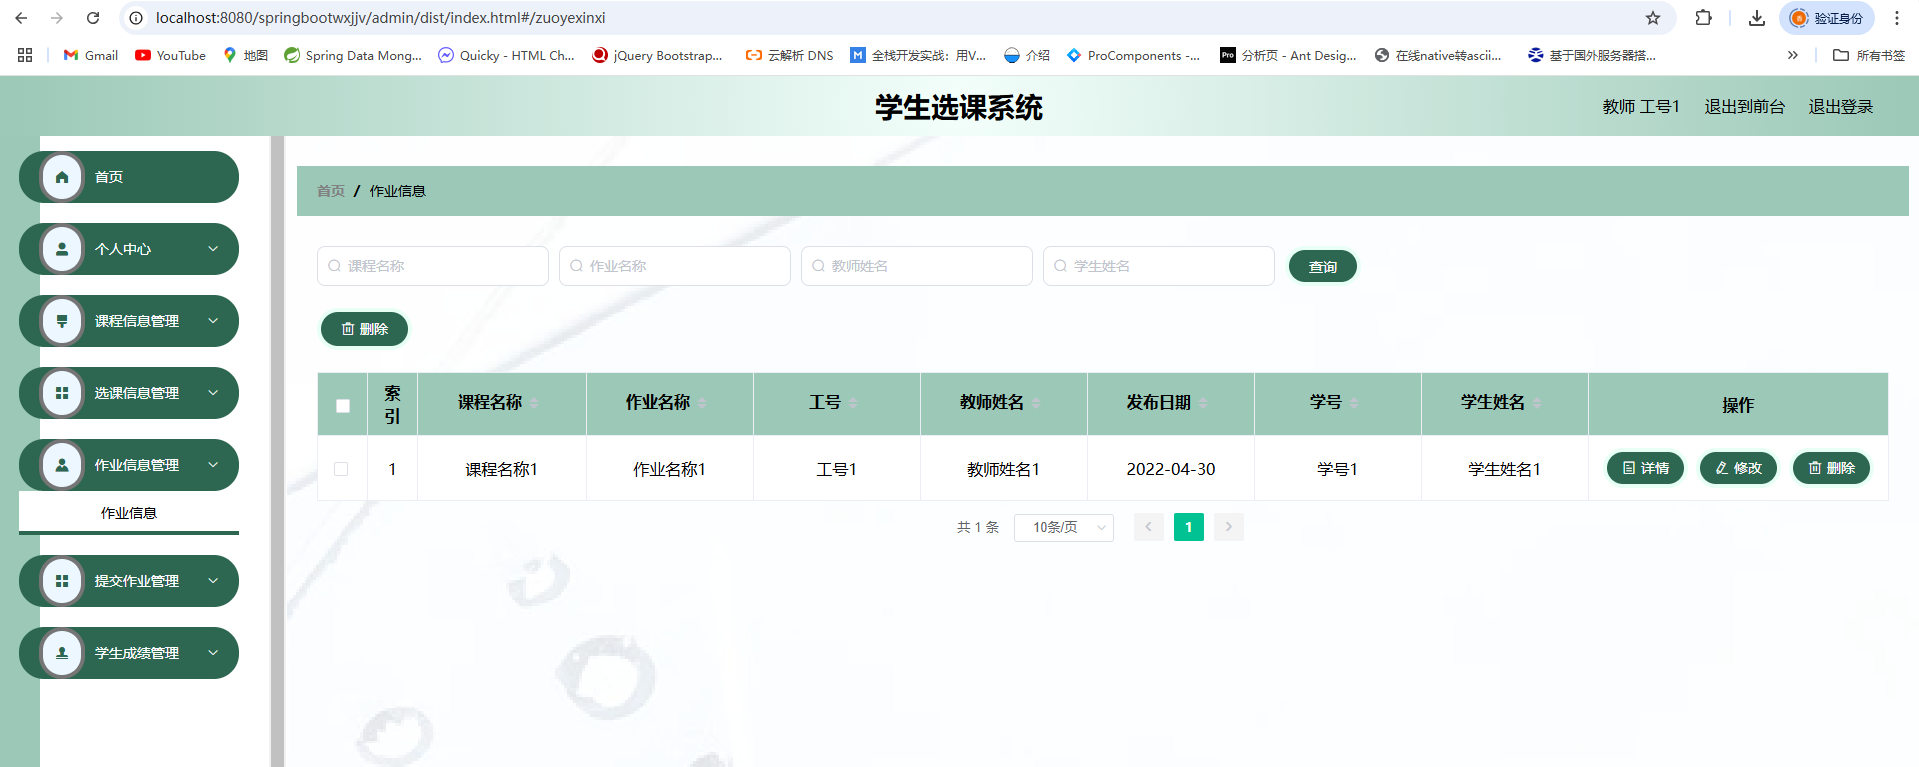 localhost:8080/springbootwxjjv/admin/dist/index.html#/zuoyexinxi
验证身份
Gmail YouTube 地图 Spring Data Mong... Quicky - HTML Ch... jQuery Bootstrap... 云解析 DNS 全栈开发实战：用V... 介绍 ProComponents -... Pro 分析页 - Ant Desig... 在线native转ascii... 基于国外服务器搭... » 所有书签
学生选课系统
教师 工号1 退出到前台 退出登录
首页
个人中心
课程信息管理
选课信息管理
作业信息管理
作业信息
提交作业管理
学生成绩管理
首页 / 作业信息
课程名称 作业名称 教师姓名 学生姓名 查询
删除
索引 课程名称 作业名称 工号 教师姓名 发布日期 学号 学生姓名 操作
1 课程名称1 作业名称1 工号1 教师姓名1 2022-04-30 学号1 学生姓名1 详情 修改 删除
共 1 条 10条/页 1